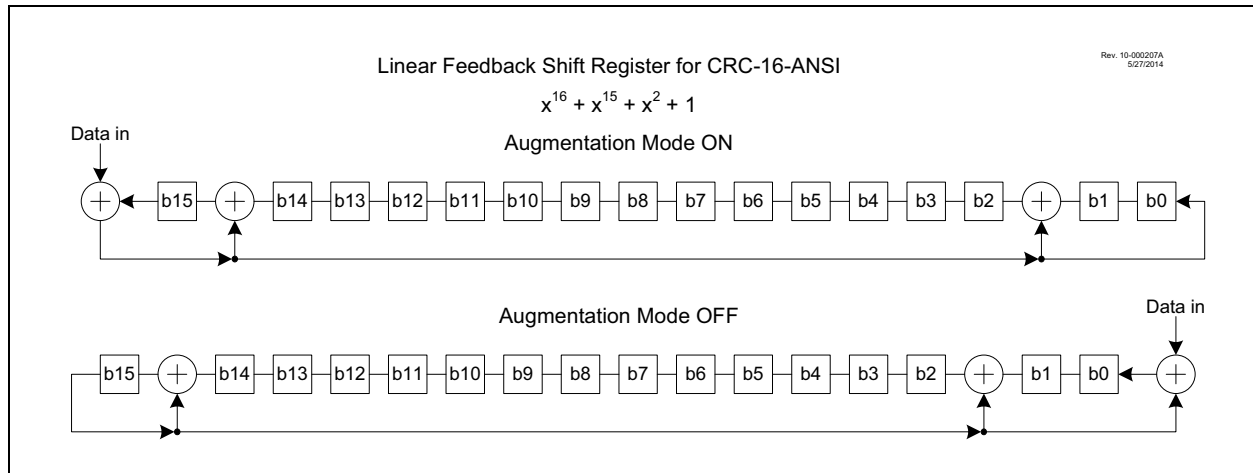 Rev. 10-000207A
5/27/2014
Linear Feedback Shift Register for CRC-16-ANSI
x^16 + x^15 + x^2 + 1
Augmentation Mode ON
Data in
+ b15 + b14 b13 b12 b11 b10 b9 b8 b7 b6 b5 b4 b3 b2 + b1 b0
Augmentation Mode OFF
Data in
b15 + b14 b13 b12 b11 b10 b9 b8 b7 b6 b5 b4 b3 b2 + b1 b0 +